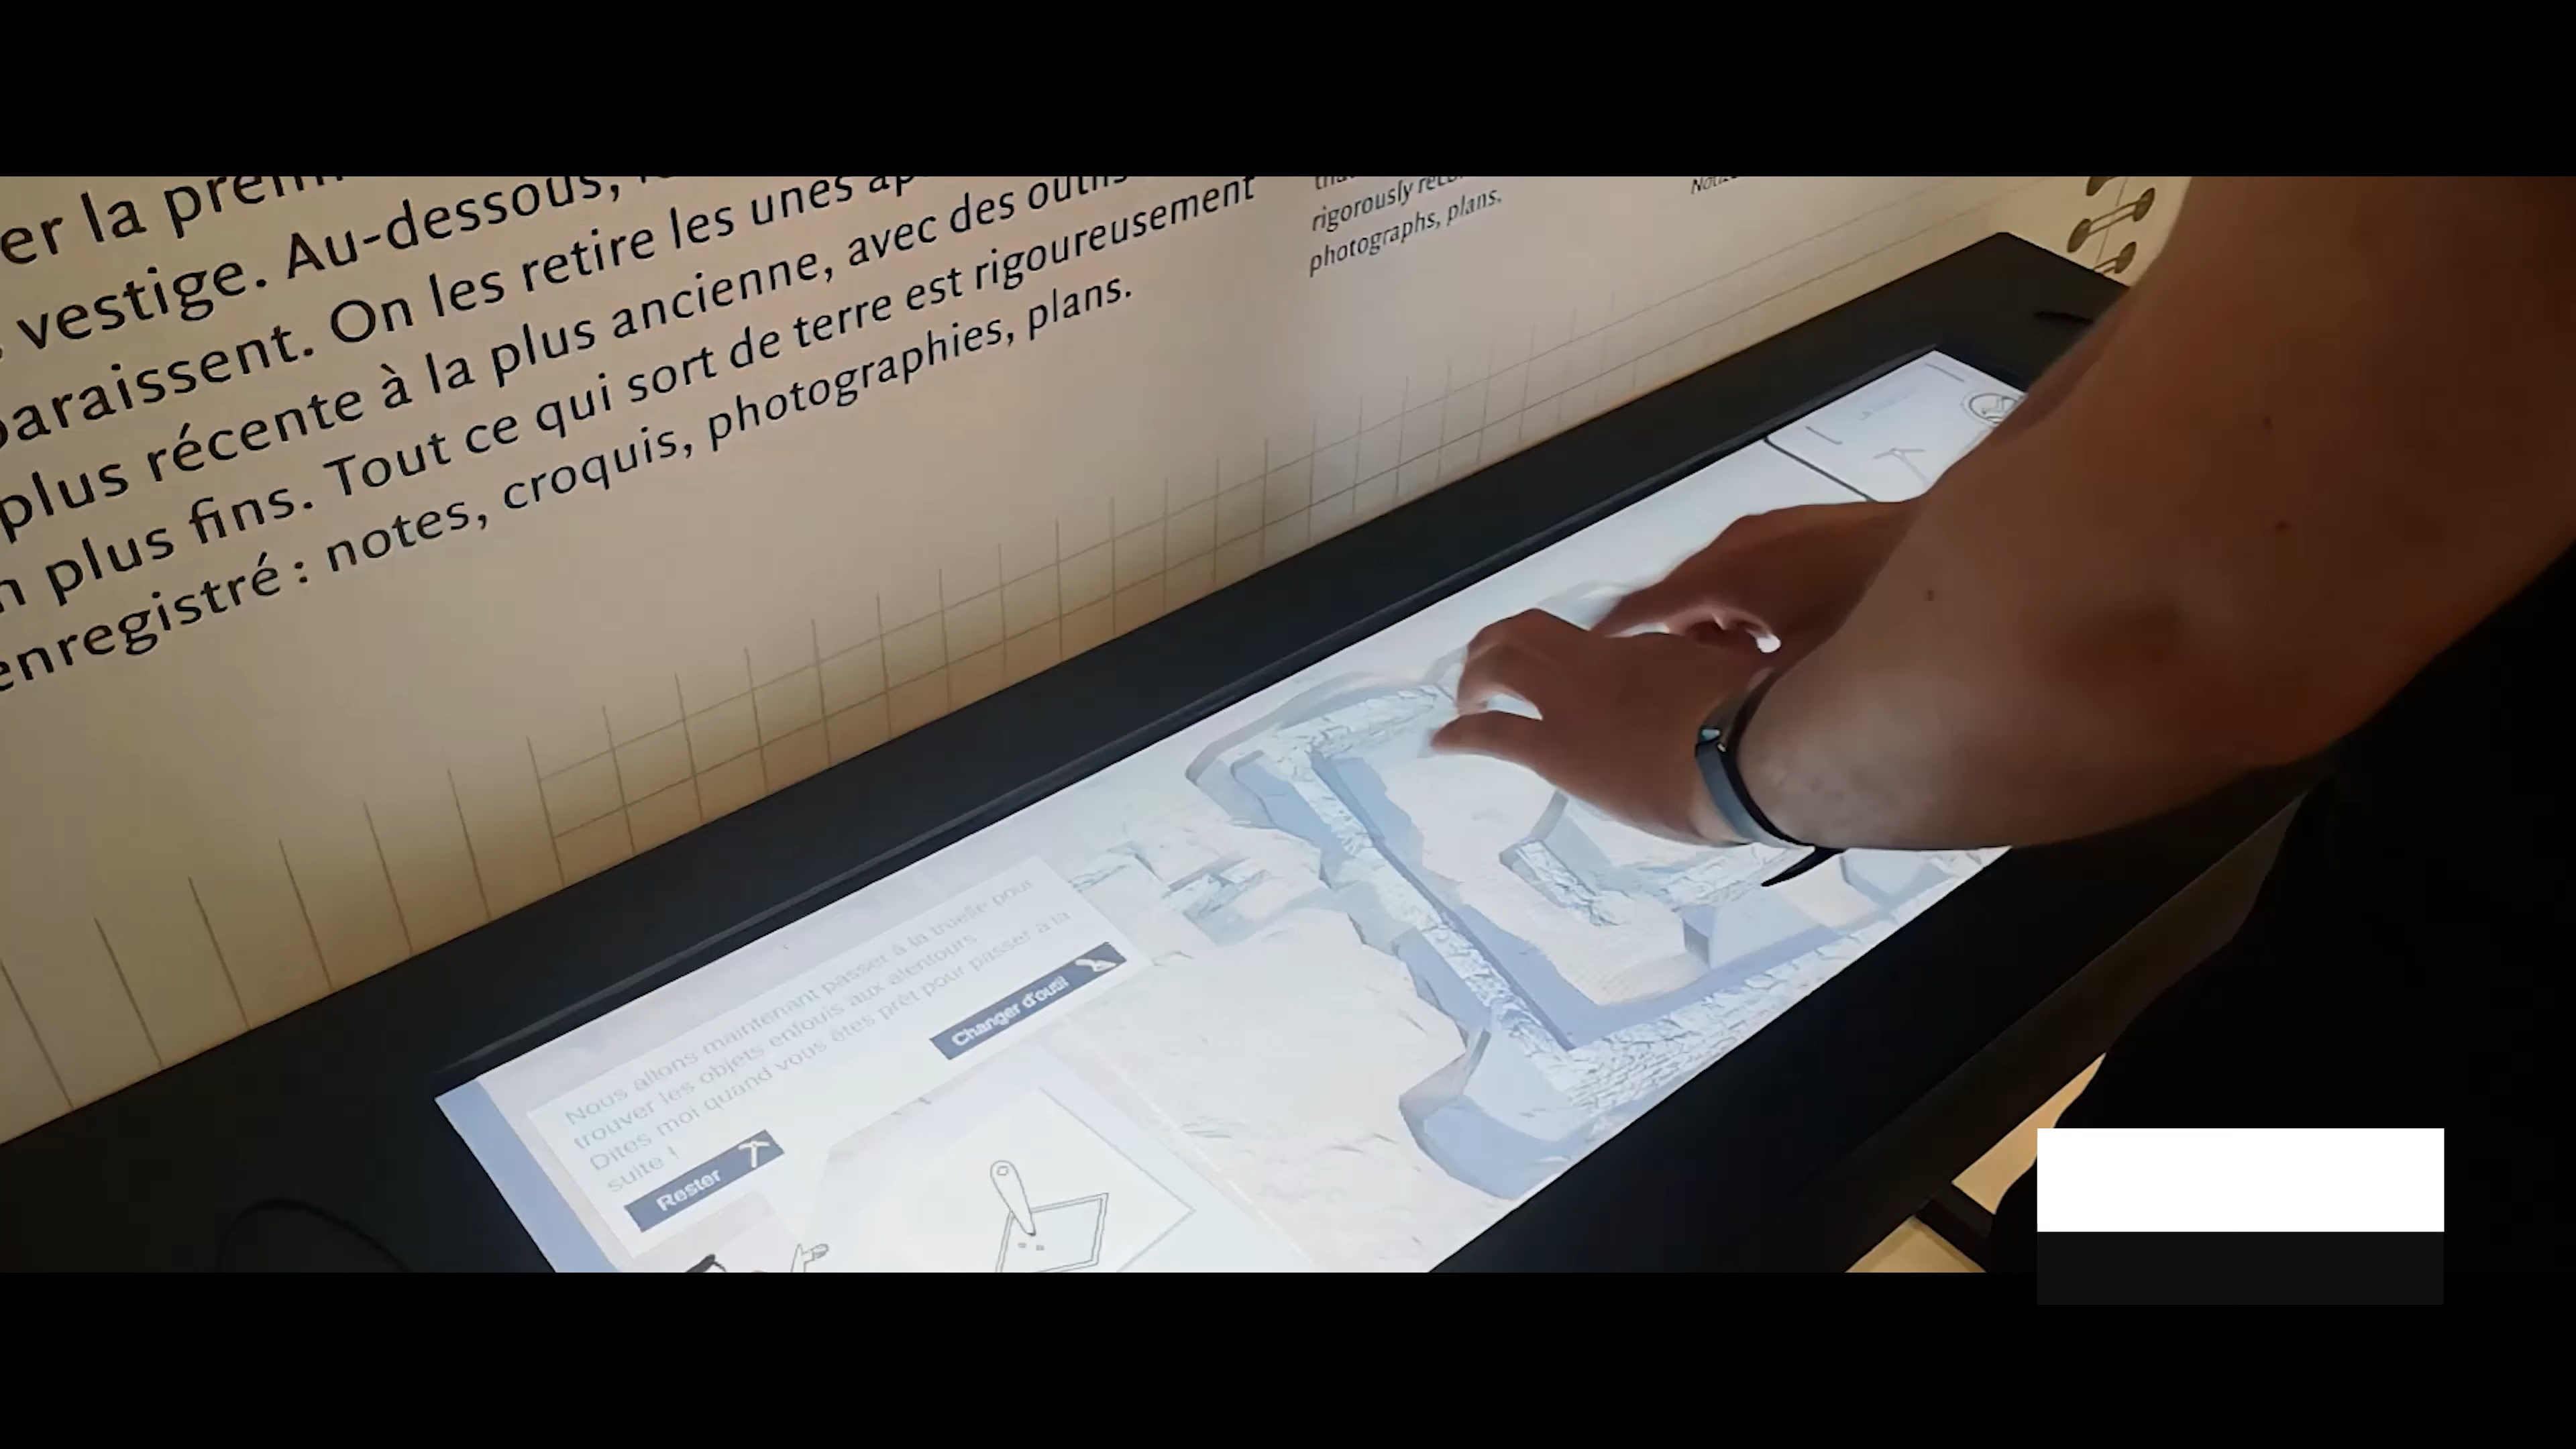 er la
vestige. Au-dessous,
paraissent. On les retire les unes
plus récente à la plus ancienne, avec des outils
plus fins. Tout ce qui sort de terre est rigoureusement
enregistré : notes, croquis, photographies, plans.
rigorously
photographs, plans.
Nous allons maintenant passer à la truelle pour
trouver les objets enfouis aux alentours
Dites moi quand vous êtes prêt pour passer à la
suite !
Rester
Changer d'outil